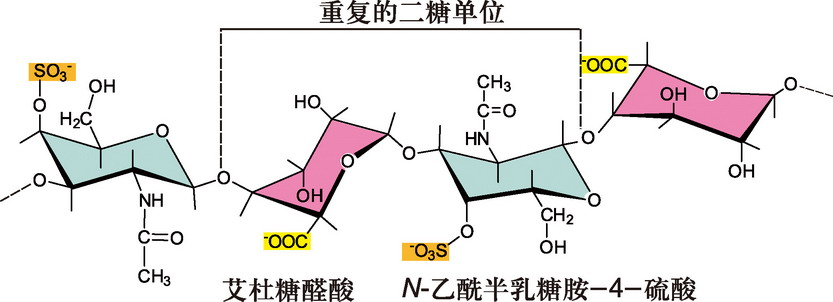 重复的二糖单位
SO₃⁻
O
OH
H₂C
O
O
NH
C=O
CH₃
O
HO
OH
O
⁻OOC
O
CH₃
C=O
NH
O
⁻O₃S
O
CH₂
OH
O
⁻OOC
OH
O
OH
O
艾杜糖醛酸
N-乙酰半乳糖胺-4-硫酸